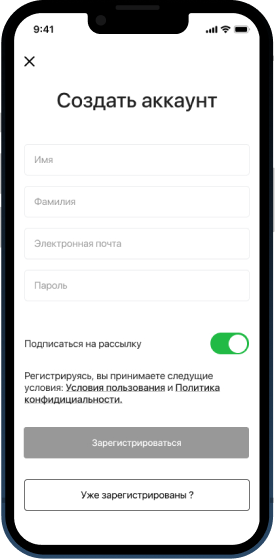 9:41
Создать аккаунт
Имя
Фамилия
Электронная почта
Пароль
Подписаться на рассылку
Регистрируясь, вы принимаете следующие
условия: Условия пользования и Политика
конфидициальности.
Зарегистрироваться
Уже зарегистрированы ?